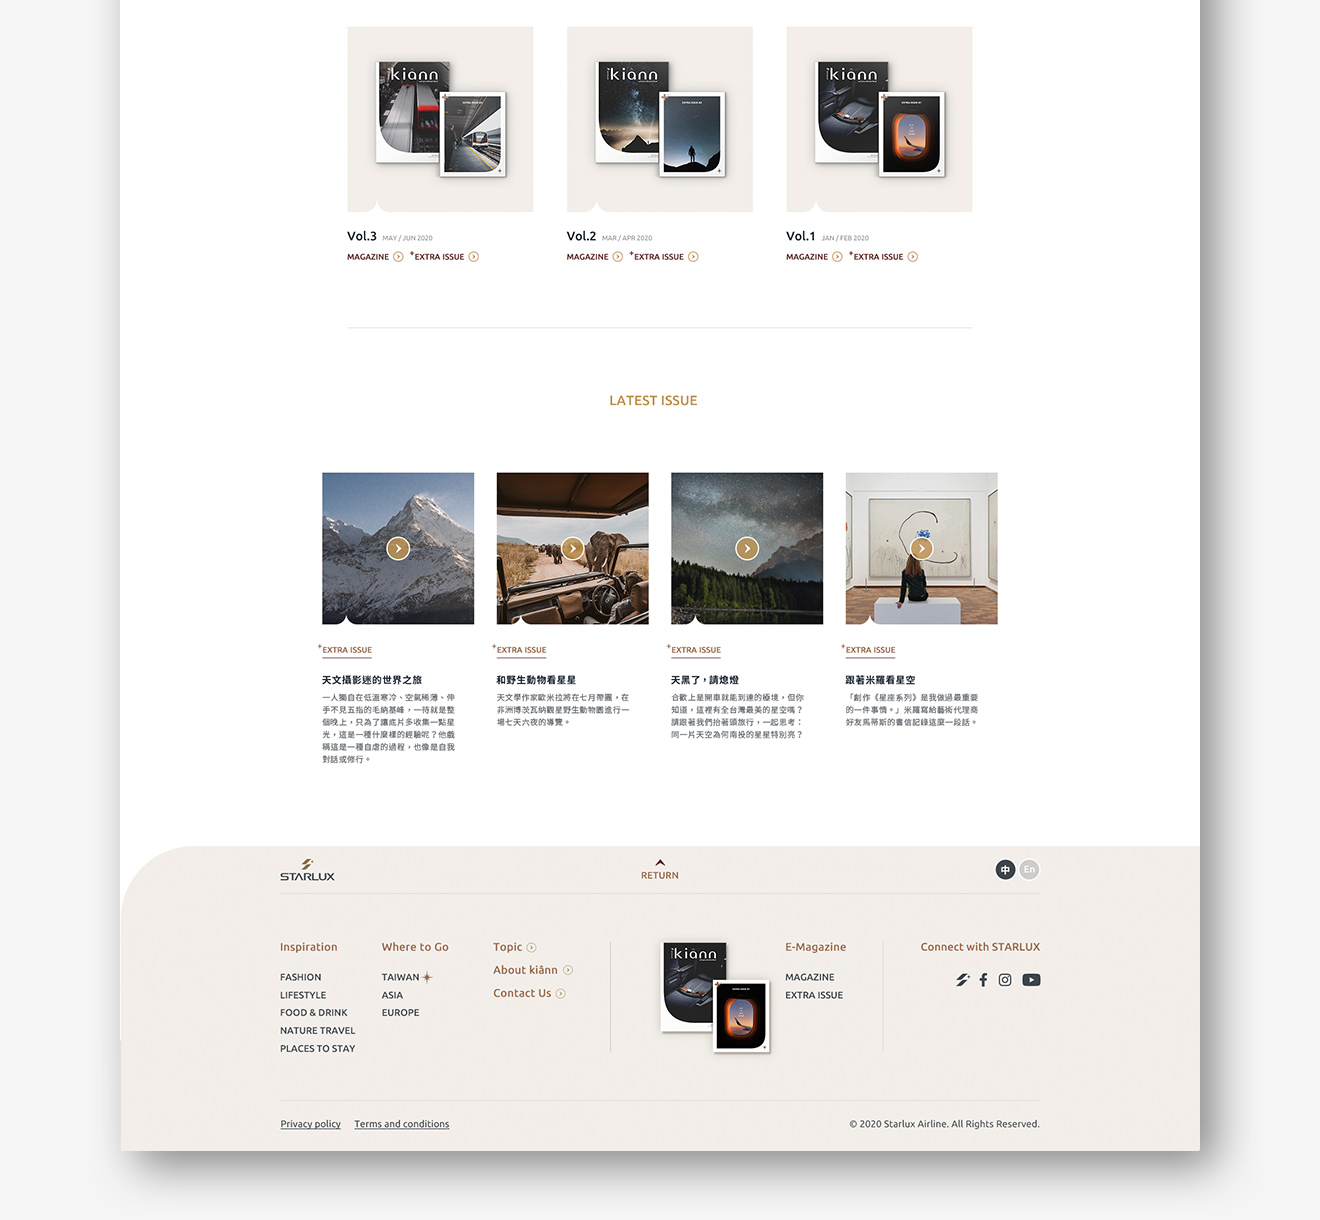 kiânn
EXTRA ISSUE
kiânn
EXTRA ISSUE
kiânn
EXTRA ISSUE
Vol.3 MAY / JUN 2020
MAGAZINE +EXTRA ISSUE
Vol.2 MAR / APR 2020
MAGAZINE +EXTRA ISSUE
Vol.1 JAN / FEB 2020
MAGAZINE +EXTRA ISSUE
LATEST ISSUE
+EXTRA ISSUE
天文攝影迷的世界之旅
一人獨自在低溫寒冷、空氣稀薄、伸
手不見五指的毛納基峰,一待就是整
個晚上,只為了讓底片多收集一點星
光,這是一種什麼樣的經驗呢?他戲
稱這是一種自虐的過程,也像是自我
對話或修行。
+EXTRA ISSUE
和野生動物看星星
天文學作家歐米拉將在七月帶團,在
非洲博茨瓦納觀星野生動物園進行一
場七天六夜的導覽。
+EXTRA ISSUE
天黑了,請熄燈
合歡上是開車就能到達的極境,但你
知道,這裡有全台灣最美的星空嗎?
請跟著我們抬著頭旅行,一起思考:
同一片天空為何南投的星星特別亮?
+EXTRA ISSUE
跟著米羅看星空
「創作《星座系列》是我做過最重要
的一件事情。」米羅寫給藝術代理商
好友馬蒂斯的書信記錄這麼一段話。
STARLUX
RETURN
中 En
Inspiration
FASHION
LIFESTYLE
FOOD & DRINK
NATURE TRAVEL
PLACES TO STAY
Where to Go
TAIWAN
ASIA
EUROPE
Topic
About kiânn
Contact Us
kiânn
EXTRA ISSUE
E-Magazine
MAGAZINE
EXTRA ISSUE
Connect with STARLUX
Privacy policy Terms and conditions
© 2020 Starlux Airline. All Rights Reserved.